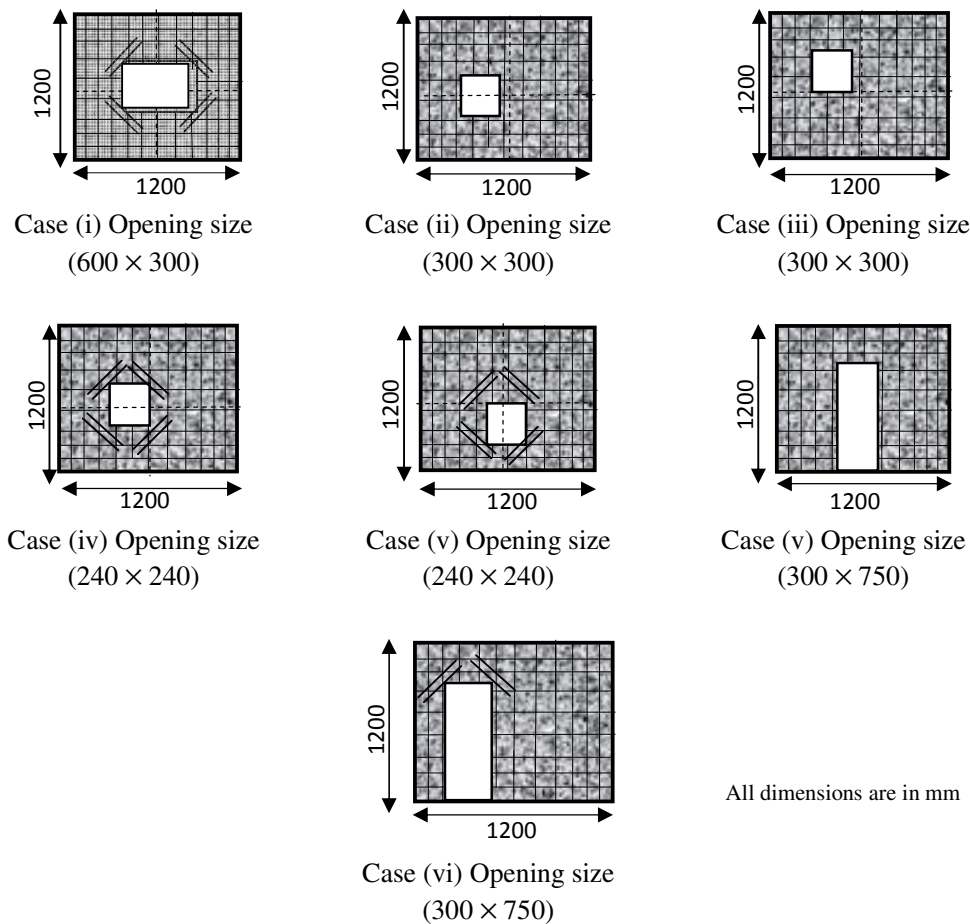 1200
1200
1200
1200
1200
1200
Case (i) Opening size
(600 × 300)
Case (ii) Opening size
(300 × 300)
Case (iii) Opening size
(300 × 300)
1200
1200
1200
1200
1200
1200
Case (iv) Opening size
(240 × 240)
Case (v) Opening size
(240 × 240)
Case (v) Opening size
(300 × 750)
1200
1200
All dimensions are in mm
Case (vi) Opening size
(300 × 750)